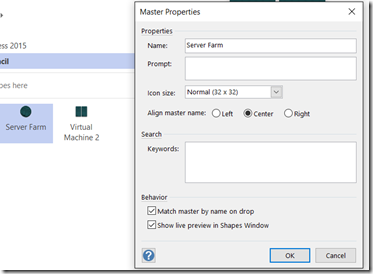 ess 2015
cil
pes here
Server Farm
Virtual
Machine 2
Master Properties
Properties
Name:
Server Farm
Prompt:
Icon size:
Normal (32 x 32)
Align master name:
Left
Center
Right
Search
Keywords:
Behavior
Match master by name on drop
Show live preview in Shapes Window
?
OK
Cancel